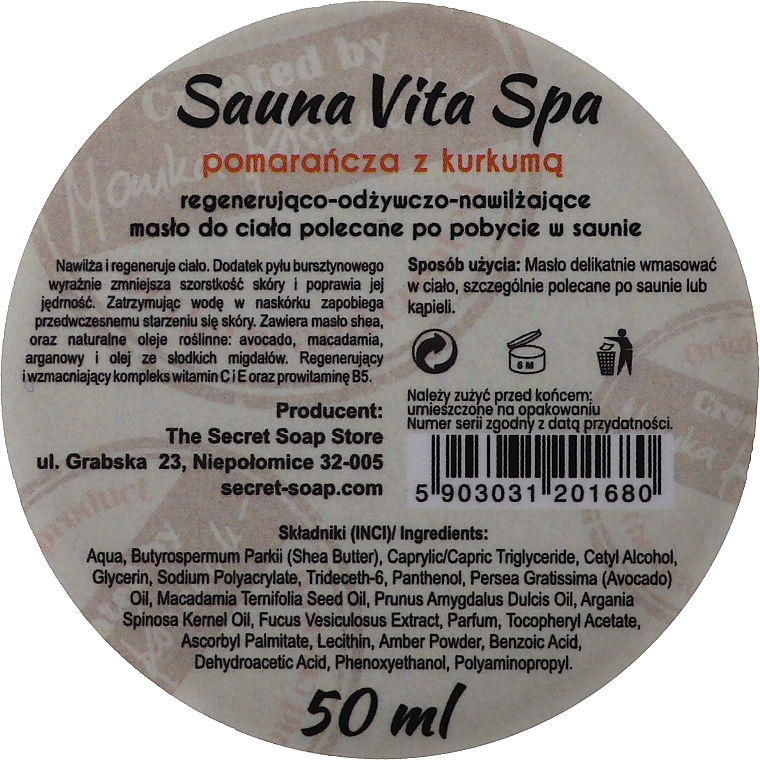 Sauna Vita Spa
pomarańcza z kurkumą
regenerująco-odżywczo-nawilżające
masło do ciała polecane po pobycie w saunie
Nawilża i regeneruje ciało. Dodatek pyłu bursztynowego
wyraźnie zmniejsza szorstkość skóry i poprawia jej
jędrność. Zatrzymując wodę w naskórku zapobiega
przedwczesnemu starzeniu się skóry. Zawiera masło shea,
oraz naturalne oleje roślinne: avocado, macadamia,
arganowy i olej ze słodkich migdałów. Regenerujący
i wzmacniający kompleks witamin C i E oraz prowitaminę B5.
Sposób użycia: Masło delikatnie wmasować
w ciało, szczególnie polecane po saunie lub
kąpieli.
6 M
Należy zużyć przed końcem:
umieszczone na opakowaniu
Numer serii zgodny z datą przydatności.
Producent:
The Secret Soap Store
ul. Grabska 23, Niepołomice 32-005
secret-soap.com
5 903031 201680
Składniki (INCI)/ Ingredients:
Aqua, Butyrospermum Parkii (Shea Butter), Caprylic/Capric Triglyceride, Cetyl Alcohol,
Glycerin, Sodium Polyacrylate, Trideceth-6, Panthenol, Persea Gratissima (Avocado)
Oil, Macadamia Ternifolia Seed Oil, Prunus Amygdalus Dulcis Oil, Argania
Spinosa Kernel Oil, Fucus Vesiculosus Extract, Parfum, Tocopheryl Acetate,
Ascorbyl Palmitate, Lecithin, Amber Powder, Benzoic Acid,
Dehydroacetic Acid, Phenoxyethanol, Polyaminopropyl.
50 ml
Created by
product